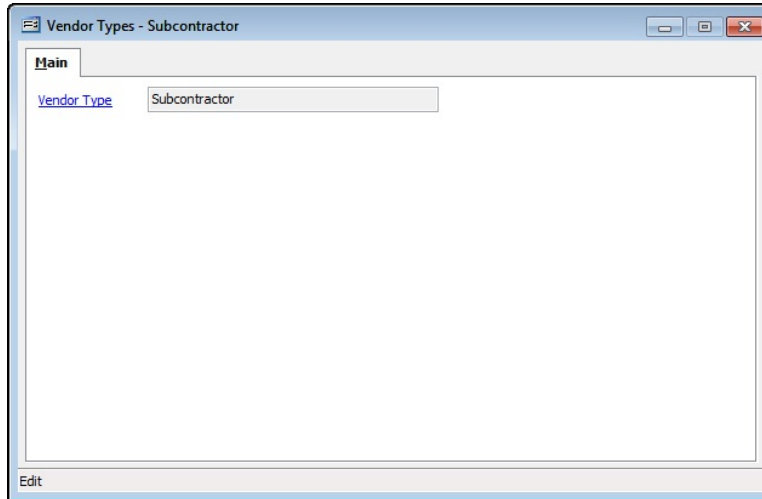 Vendor Types - Subcontractor
Main
Vendor Type Subcontractor
Edit